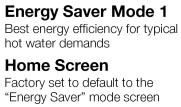 Energy Saver Mode 1
Best energy efficiency for typical
hot water demands
Home Screen
Factory set to default to the
“Energy Saver” mode screen